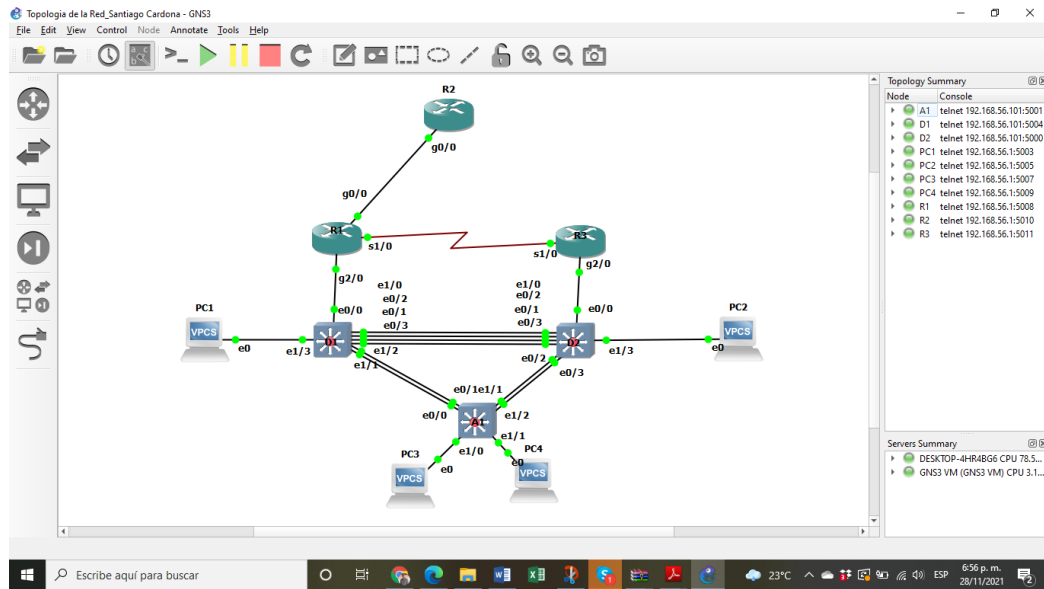 Topologia de la Red_Santiago Cardona - GNS3
File Edit View Control Node Annotate Tools Help
Topology Summary
Node Console
A1 telnet 192.168.56.101:5001
D1 telnet 192.168.56.101:5004
D2 telnet 192.168.56.101:5000
PC1 telnet 192.168.56.1:5003
PC2 telnet 192.168.56.1:5005
PC3 telnet 192.168.56.1:5007
PC4 telnet 192.168.56.1:5009
R1 telnet 192.168.56.1:5008
R2 telnet 192.168.56.1:5010
R3 telnet 192.168.56.1:5011
R2
g0/0
g0/0
R1
s1/0
R3
s1/0
g2/0
g2/0
e1/0
e0/2
e0/1
e0/3
e1/0
e0/2
e0/1
e0/3
PC1
VPCS
e0
e0/0
e1/3
D1
e1/2
e1/1
e0/0
D2
e0/2
e0/3
e1/3
PC2
VPCS
e0
e0/1e1/1
e0/0
e1/2
A1
e1/1
e1/0
PC3
VPCS
e0
PC4
VPCS
e0
Servers Summary
DESKTOP-4HR4BG6 CPU 78.5...
GNS3 VM (GNS3 VM) CPU 3.1...
Escribe aquí para buscar
23°C
ESP
6:56 p. m.
28/11/2021
2